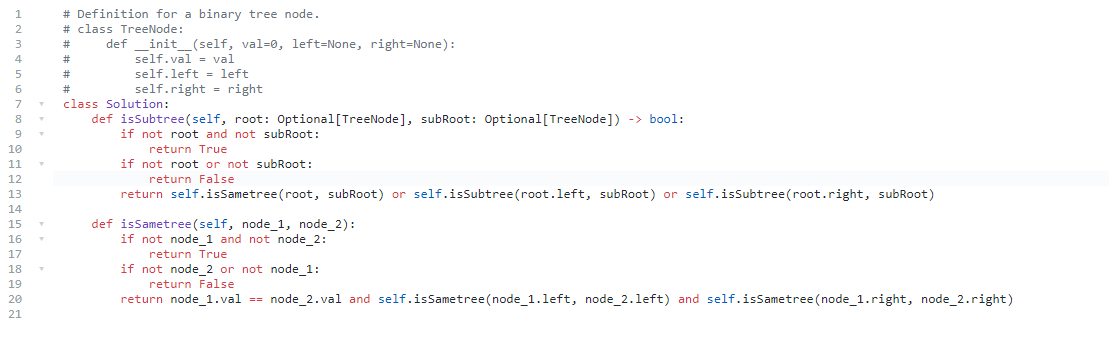 1 # Definition for a binary tree node.
2 # class TreeNode:
3 #     def __init__(self, val=0, left=None, right=None):
4 #         self.val = val
5 #         self.left = left
6 #         self.right = right
7 class Solution:
8     def isSubtree(self, root: Optional[TreeNode], subRoot: Optional[TreeNode]) -> bool:
9         if not root and not subRoot:
10             return True
11         if not root or not subRoot:
12             return False
13         return self.isSametree(root, subRoot) or self.isSubtree(root.left, subRoot) or self.isSubtree(root.right, subRoot)
14
15     def isSametree(self, node_1, node_2):
16         if not node_1 and not node_2:
17             return True
18         if not node_2 or not node_1:
19             return False
20         return node_1.val == node_2.val and self.isSametree(node_1.left, node_2.left) and self.isSametree(node_1.right, node_2.right)
21